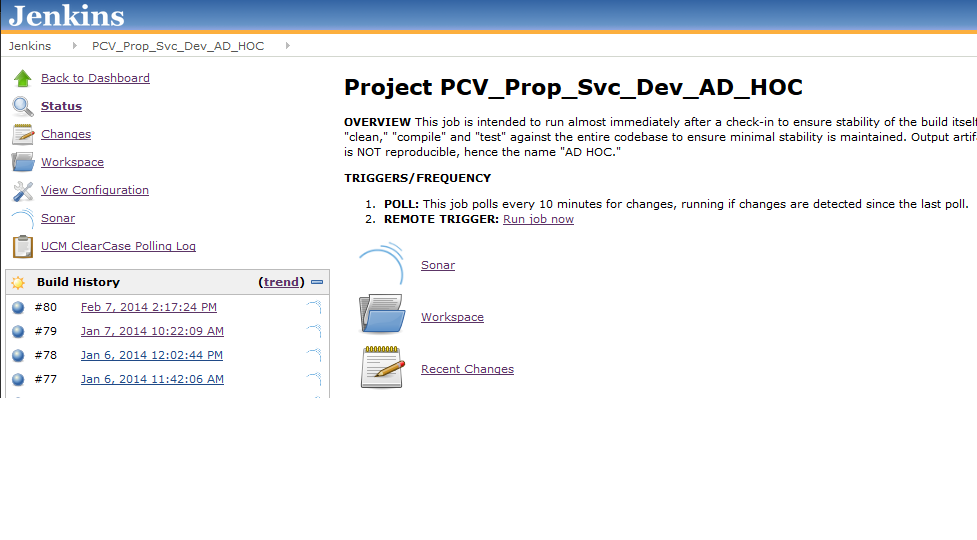 Jenkins
Jenkins PCV_Prop_Svc_Dev_AD_HOC
Back to Dashboard
Status
Changes
Workspace
View Configuration
Sonar
UCM ClearCase Polling Log
Build History (trend)
#80 Feb 7, 2014 2:17:24 PM
#79 Jan 7, 2014 10:22:09 AM
#78 Jan 6, 2014 12:02:44 PM
#77 Jan 6, 2014 11:42:06 AM
Project PCV_Prop_Svc_Dev_AD_HOC
OVERVIEW This job is intended to run almost immediately after a check-in to ensure stability of the build itself
"clean," "compile" and "test" against the entire codebase to ensure minimal stability is maintained. Output artifa
is NOT reproducible, hence the name "AD HOC."
TRIGGERS/FREQUENCY
1. POLL: This job polls every 10 minutes for changes, running if changes are detected since the last poll.
2. REMOTE TRIGGER: Run job now
Sonar
Workspace
Recent Changes